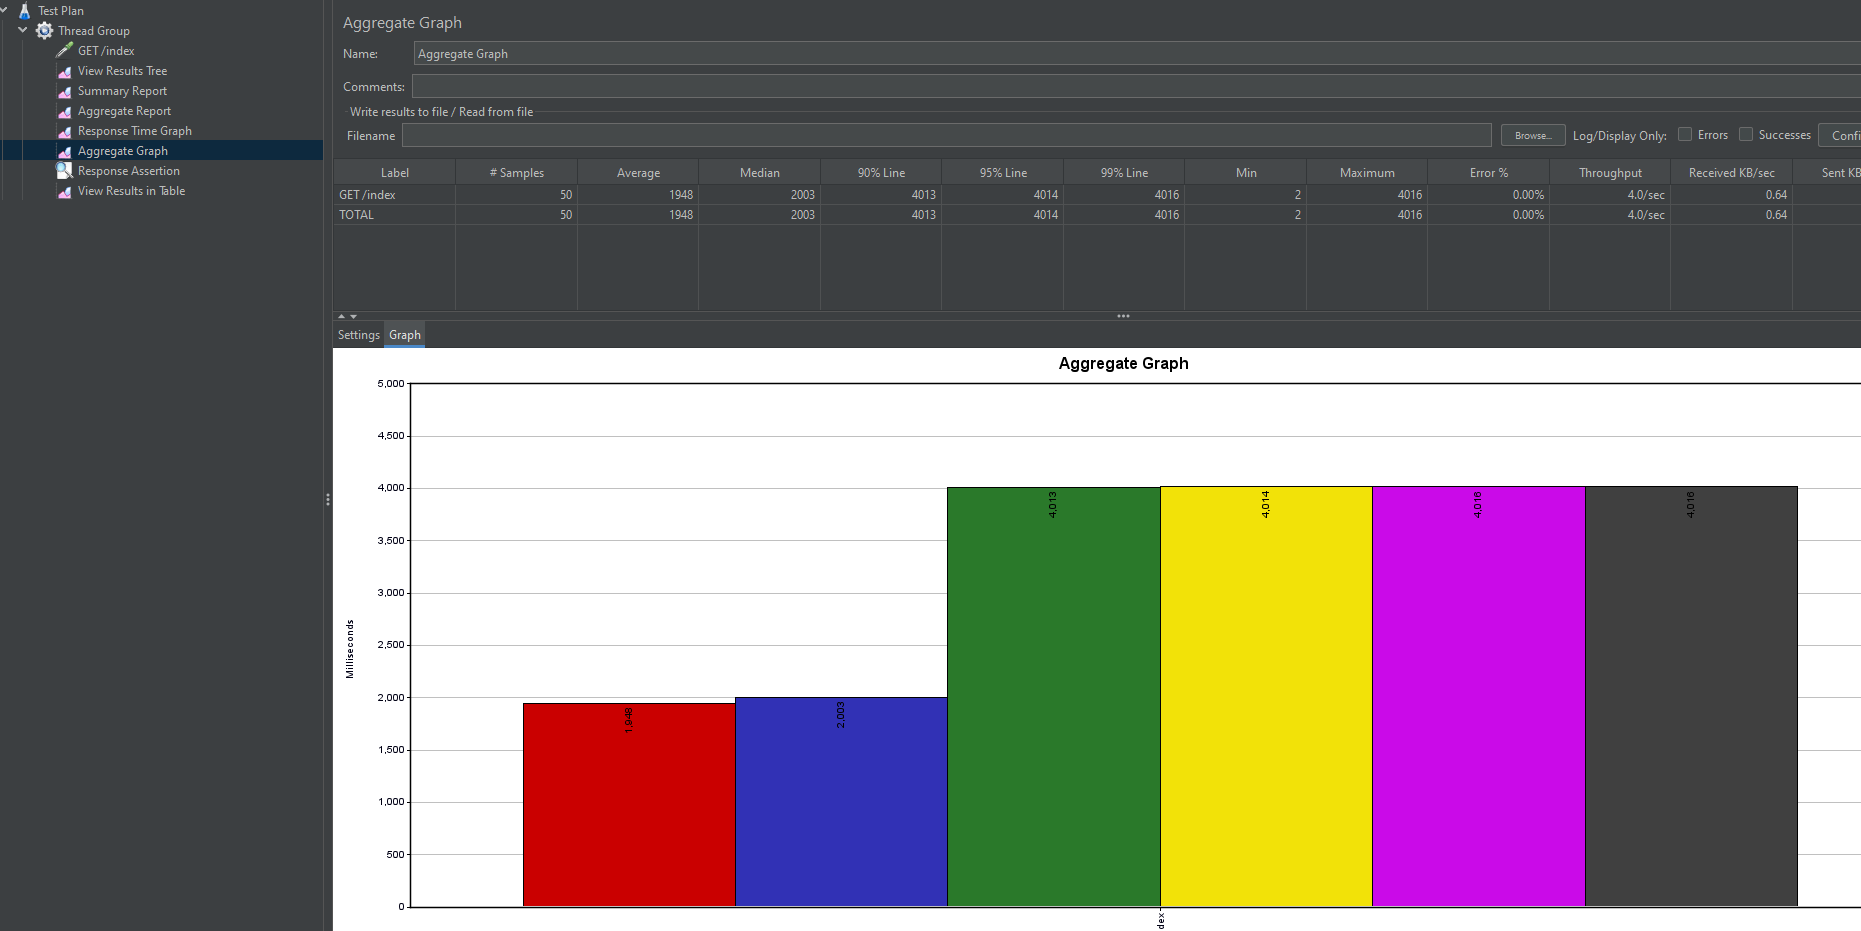 Test Plan
Thread Group
GET /index
View Results Tree
Summary Report
Aggregate Report
Response Time Graph
Aggregate Graph
Response Assertion
View Results in Table
Aggregate Graph
Name: Aggregate Graph
Comments:
Write results to file / Read from file
Filename Browse... Log/Display Only: Errors Successes Confi
Label # Samples Average Median 90% Line 95% Line 99% Line Min Maximum Error % Throughput Received KB/sec Sent KB
GET /index 50 1948 2003 4013 4014 4016 2 4016 0.00% 4.0/sec 0.64
TOTAL 50 1948 2003 4013 4014 4016 2 4016 0.00% 4.0/sec 0.64
Settings Graph
Aggregate Graph
5,000
4,500
4,000
3,500
3,000
2,500
2,000
1,500
1,000
500
0
Milliseconds
1,948
2,003
4,013
4,014
4,016
4,016
dex